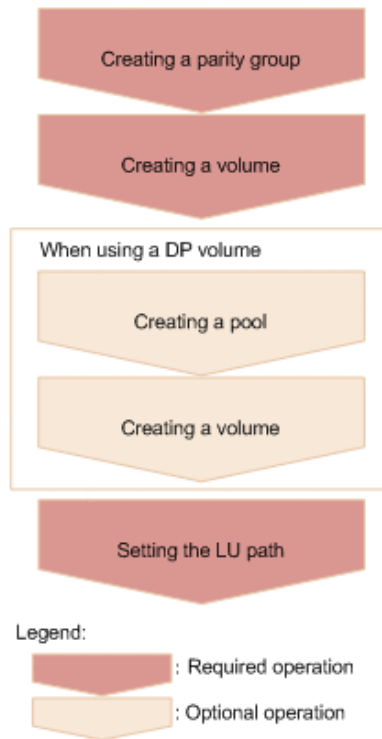 Creating a parity group
Creating a volume
When using a DP volume
Creating a pool
Creating a volume
Setting the LU path
Legend:
: Required operation
: Optional operation